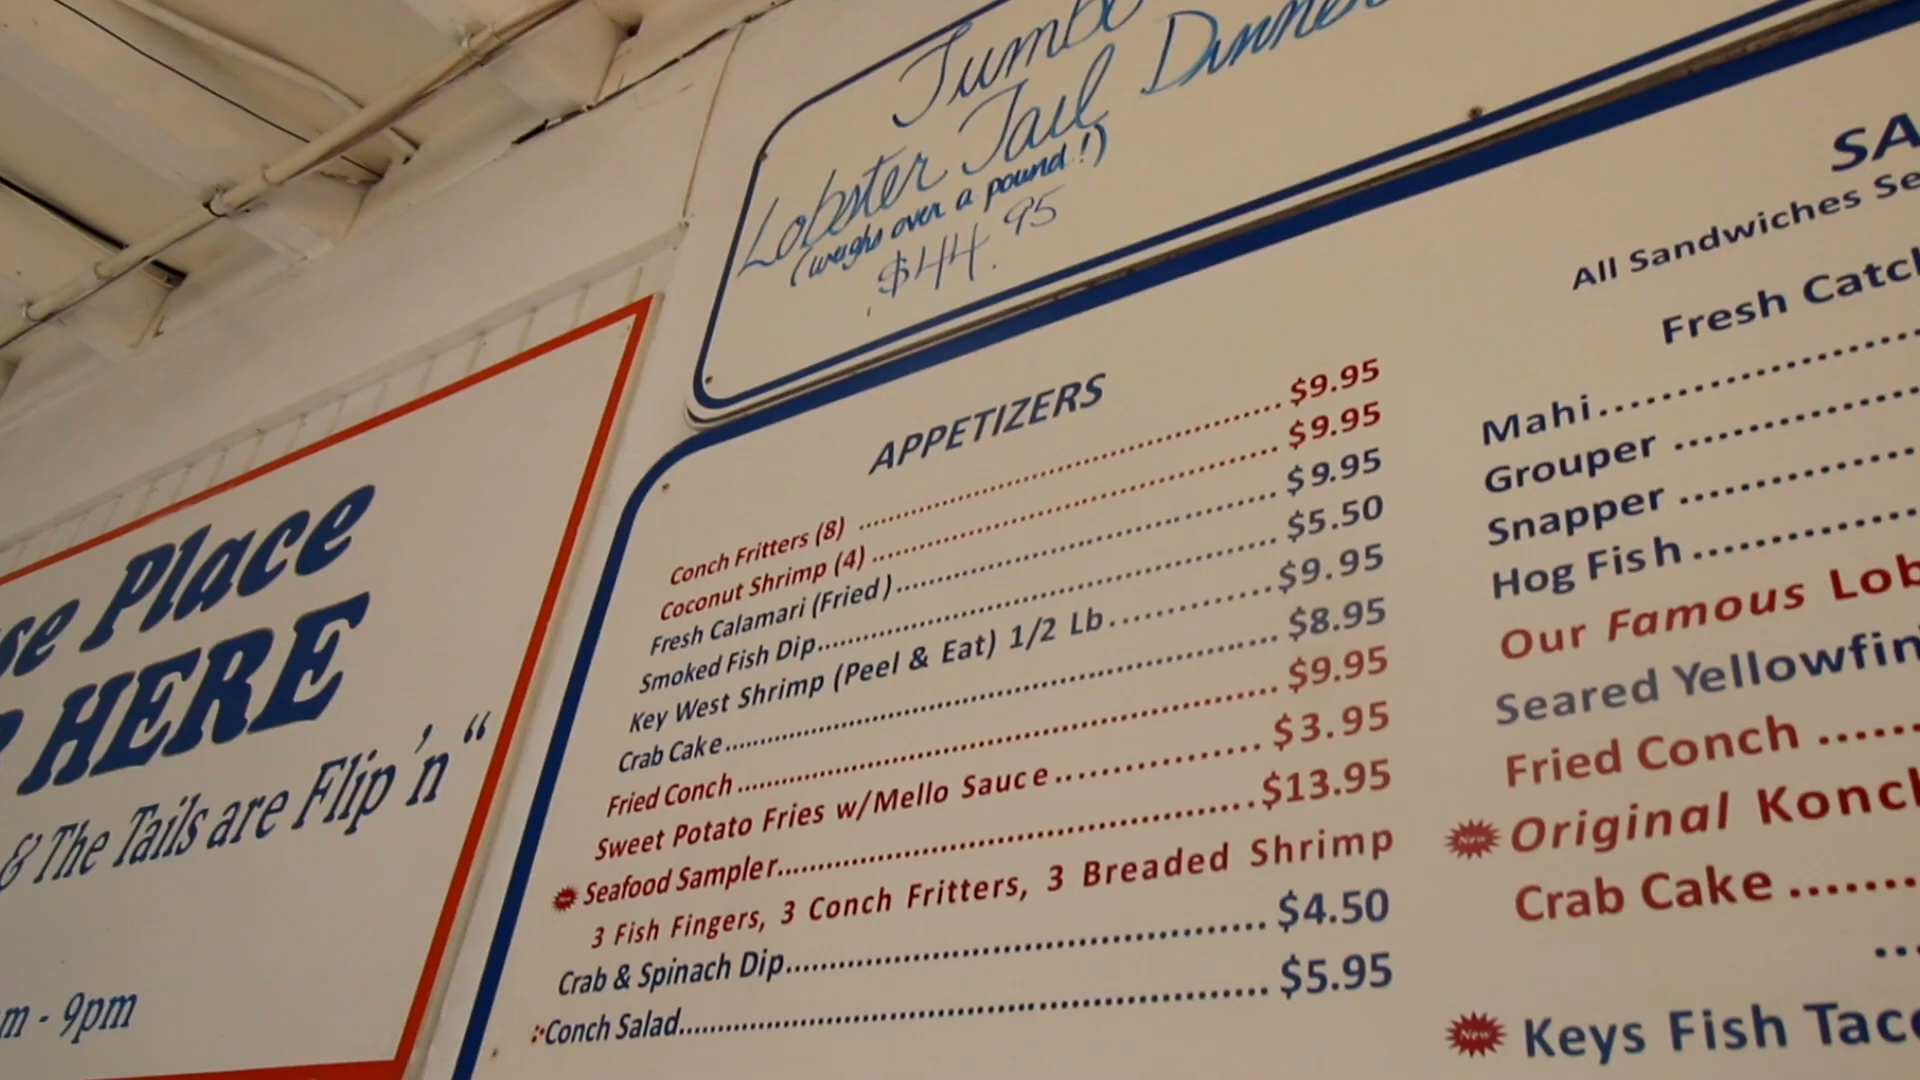 Jumbo
Lobster Tail Dinner
(weighs over a pound!)
$44.95
Place
HERE
& The Tails are Flip'n“
- 9pm
APPETIZERS
Conch Fritters (8) ........ $9.95
Coconut Shrimp (4) ........ $9.95
Fresh Calamari (Fried) ........ $9.95
Smoked Fish Dip ........ $5.50
Key West Shrimp (Peel & Eat) 1/2 Lb ........ $9.95
Crab Cake ........ $8.95
Fried Conch ........ $9.95
Sweet Potato Fries w/Mello Sauce ........ $3.95
Seafood Sampler ........ $13.95
3 Fish Fingers, 3 Conch Fritters, 3 Breaded Shrimp
Crab & Spinach Dip ........ $4.50
Conch Salad ........ $5.95
SA
All Sandwiches Se
Fresh Catch
Mahi ........
Grouper ........
Snapper ........
Hog Fish ........
Our Famous Lob
Seared Yellowfin
Fried Conch ........
New Original Konch
Crab Cake ........
New Keys Fish Taco